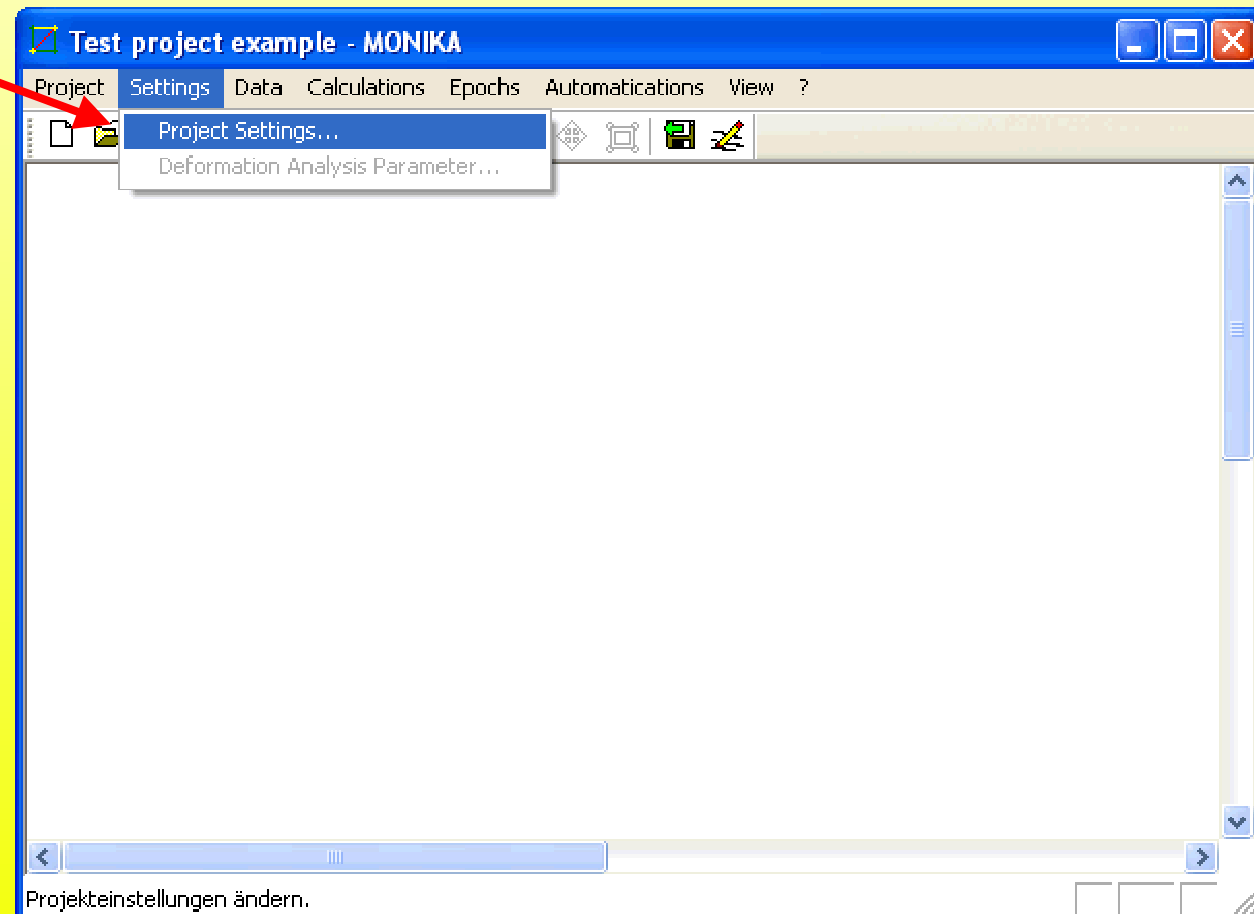 Test project example - MONIKA
Project Settings Data Calculations Epochs Automatications View ?
Project Settings...
Deformation Analysis Parameter...
Projekteinstellungen ändern.